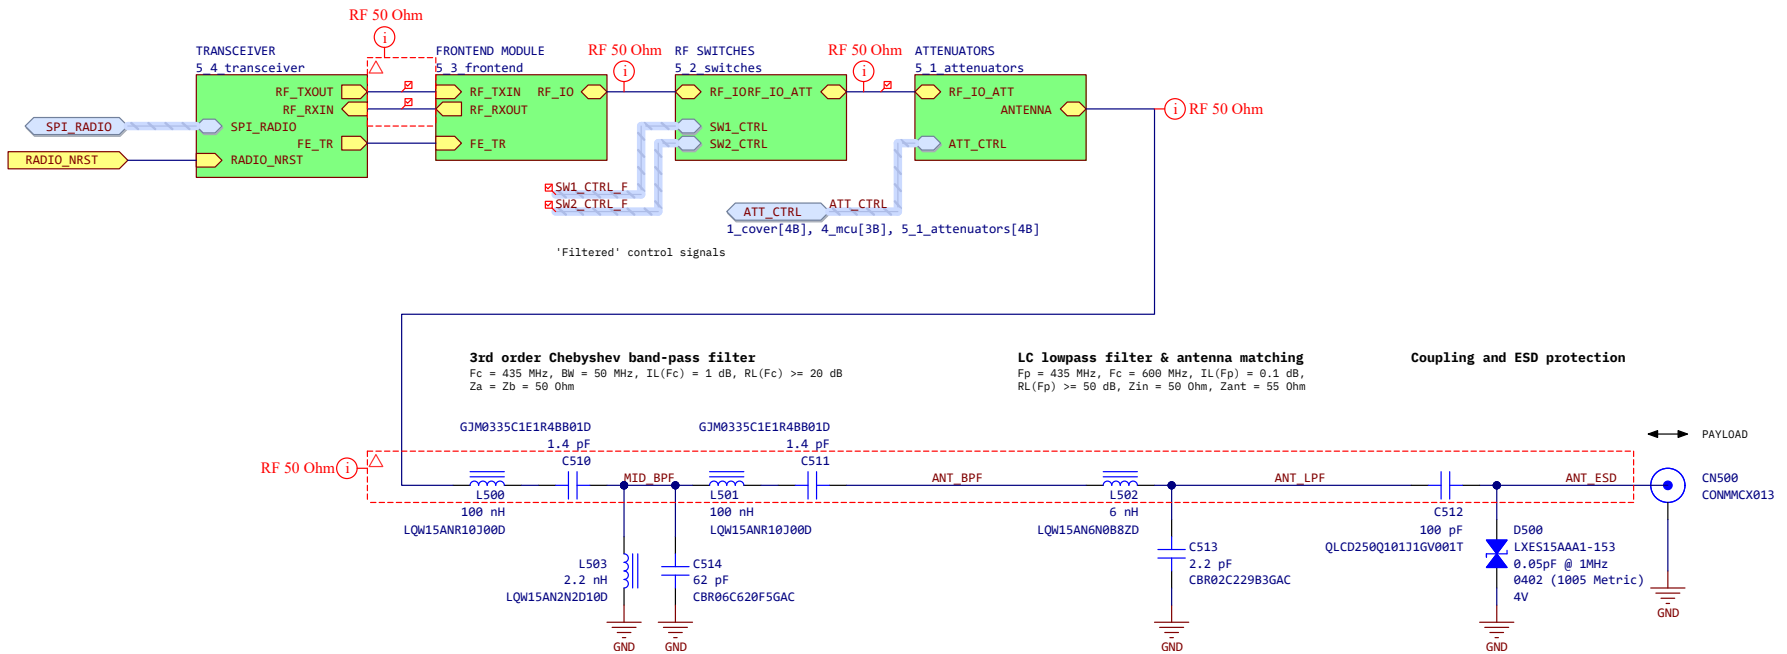 RF 50 Ohm
i
TRANSCEIVER
5_4_transceiver
RF_TXOUT
RF_RXIN
SPI_RADIO
FE_TR
RADIO_NRST
SPI_RADIO
RADIO_NRST
FRONTEND MODULE
5_3_frontend
RF_TXIN
RF_IO
RF_RXOUT
FE_TR
RF 50 Ohm
i
RF SWITCHES
5_2_switches
RF_IO
RF_IO_ATT
SW1_CTRL
SW2_CTRL
SW1_CTRL_F
SW2_CTRL_F
'Filtered' control signals
RF 50 Ohm
i
ATTENUATORS
5_1_attenuators
RF_IO_ATT
ANTENNA
ATT_CTRL
ATT_CTRL
ATT_CTRL
1_cover[4B], 4_mcu[3B], 5_1_attenuators[4B]
i
RF 50 Ohm
3rd order Chebyshev band-pass filter
Fc = 435 MHz, BW = 50 MHz, IL(Fc) = 1 dB, RL(Fc) >= 20 dB
Za = Zb = 50 Ohm
LC lowpass filter & antenna matching
Fp = 435 MHz, Fc = 600 MHz, IL(Fp) = 0.1 dB,
RL(Fp) >= 50 dB, Zin = 50 Ohm, Zant = 55 Ohm
Coupling and ESD protection
RF 50 Ohm
i
L500
100 nH
LQW15ANR10J00D
GJM0335C1E1R4BB01D
1.4 pF
C510
MID_BPF
L503
2.2 nH
LQW15AN2N2D10D
GND
C514
62 pF
CBR06C620F5GAC
GND
L501
100 nH
LQW15ANR10J00D
GJM0335C1E1R4BB01D
1.4 pF
C511
ANT_BPF
L502
6 nH
LQW15AN6N0B8ZD
C513
2.2 pF
CBR02C229B3GAC
GND
ANT_LPF
C512
100 pF
QLCD250Q101J1GV001T
D500
LXES15AAA1-153
0.05pF @ 1MHz
0402 (1005 Metric)
4V
GND
ANT_ESD
PAYLOAD
CN500
CONMMCX013
GND